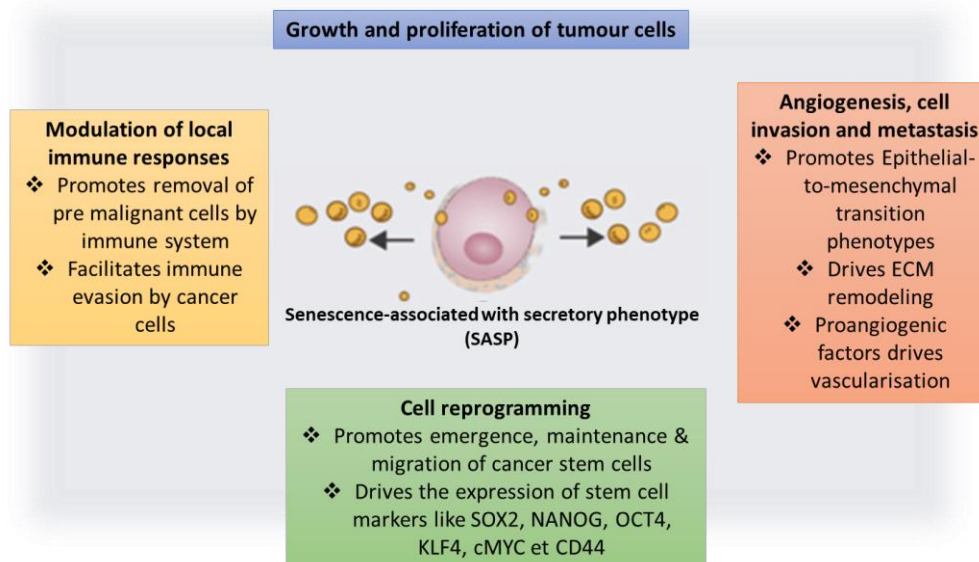 Growth and proliferation of tumour cells
Modulation of local
immune responses
❖ Promotes removal of
pre malignant cells by
immune system
❖ Facilitates immune
evasion by cancer
cells
Angiogenesis, cell
invasion and metastasis
❖ Promotes Epithelial-
to-mesenchymal
transition
phenotypes
❖ Drives ECM
remodeling
❖ Proangiogenic
factors drives
vascularisation
Senescence-associated with secretory phenotype
(SASP)
Cell reprogramming
❖ Promotes emergence, maintenance &
migration of cancer stem cells
❖ Drives the expression of stem cell
markers like SOX2, NANOG, OCT4,
KLF4, cMYC et CD44